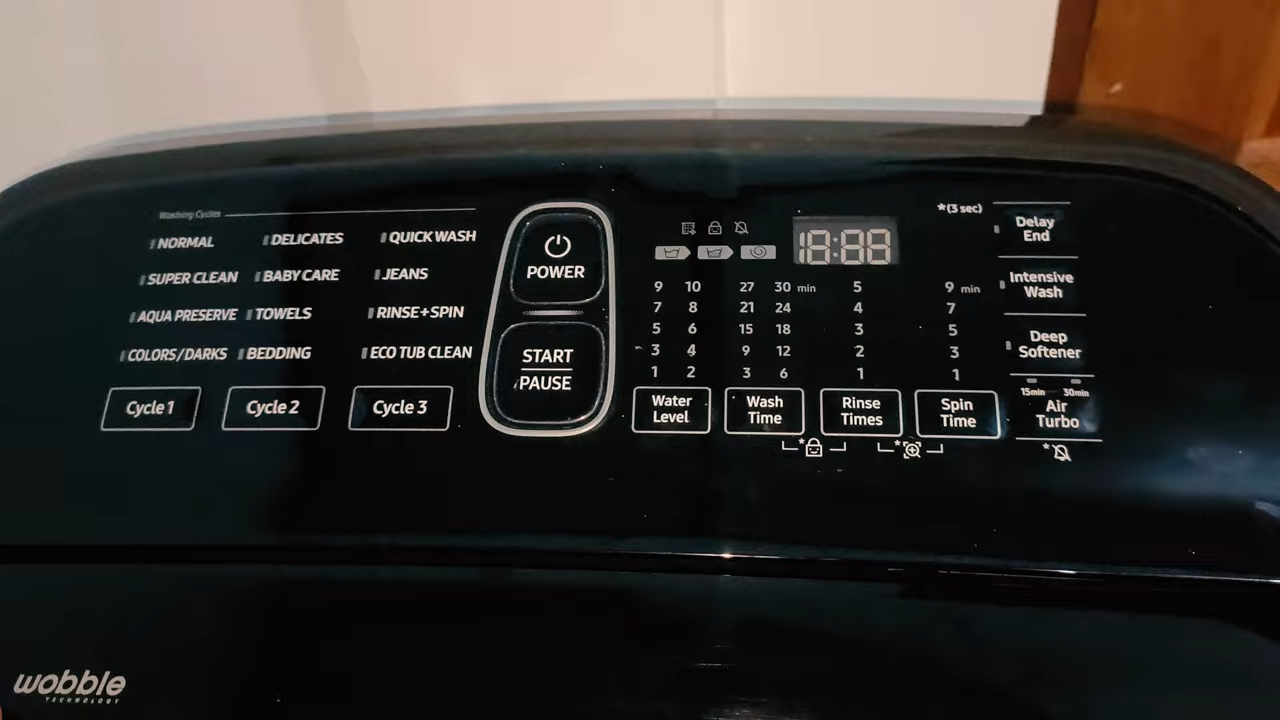 Washing Cycles
NORMAL DELICATES QUICK WASH
SUPER CLEAN BABY CARE JEANS
AQUA PRESERVE TOWELS RINSE+SPIN
COLORS/DARKS BEDDING ECO TUB CLEAN
Cycle 1 Cycle 2 Cycle 3
POWER
START
/PAUSE
18:88
9 10 27 30 min 5 9 min
7 8 21 24 4 7
5 6 15 18 3 5
3 4 9 12 2 3
1 2 3 6 1 1
Water
Level
Wash
Time
Rinse
Times
Spin
Time
*(3 sec)
Delay
End
Intensive
Wash
Deep
Softener
15min 30min
Air
Turbo
wobble
TECHNOLOGY